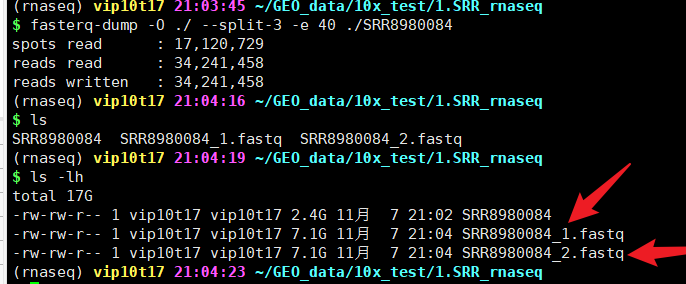 (rnaseq) vip10t17 21:03:45 ~/GEO_data/10x_test/1.SRR_rnaseq
$ fasterq-dump -O ./ --split-3 -e 40 ./SRR8980084
spots read      : 17,120,729
reads read      : 34,241,458
reads written   : 34,241,458
(rnaseq) vip10t17 21:04:16 ~/GEO_data/10x_test/1.SRR_rnaseq
$ ls
SRR8980084  SRR8980084_1.fastq  SRR8980084_2.fastq
(rnaseq) vip10t17 21:04:19 ~/GEO_data/10x_test/1.SRR_rnaseq
$ ls -lh
total 17G
-rw-rw-r-- 1 vip10t17 vip10t17 2.4G 11月  7 21:02 SRR8980084
-rw-rw-r-- 1 vip10t17 vip10t17 7.1G 11月  7 21:04 SRR8980084_1.fastq
-rw-rw-r-- 1 vip10t17 vip10t17 7.1G 11月  7 21:04 SRR8980084_2.fastq
(rnaseq) vip10t17 21:04:23 ~/GEO_data/10x_test/1.SRR_rnaseq